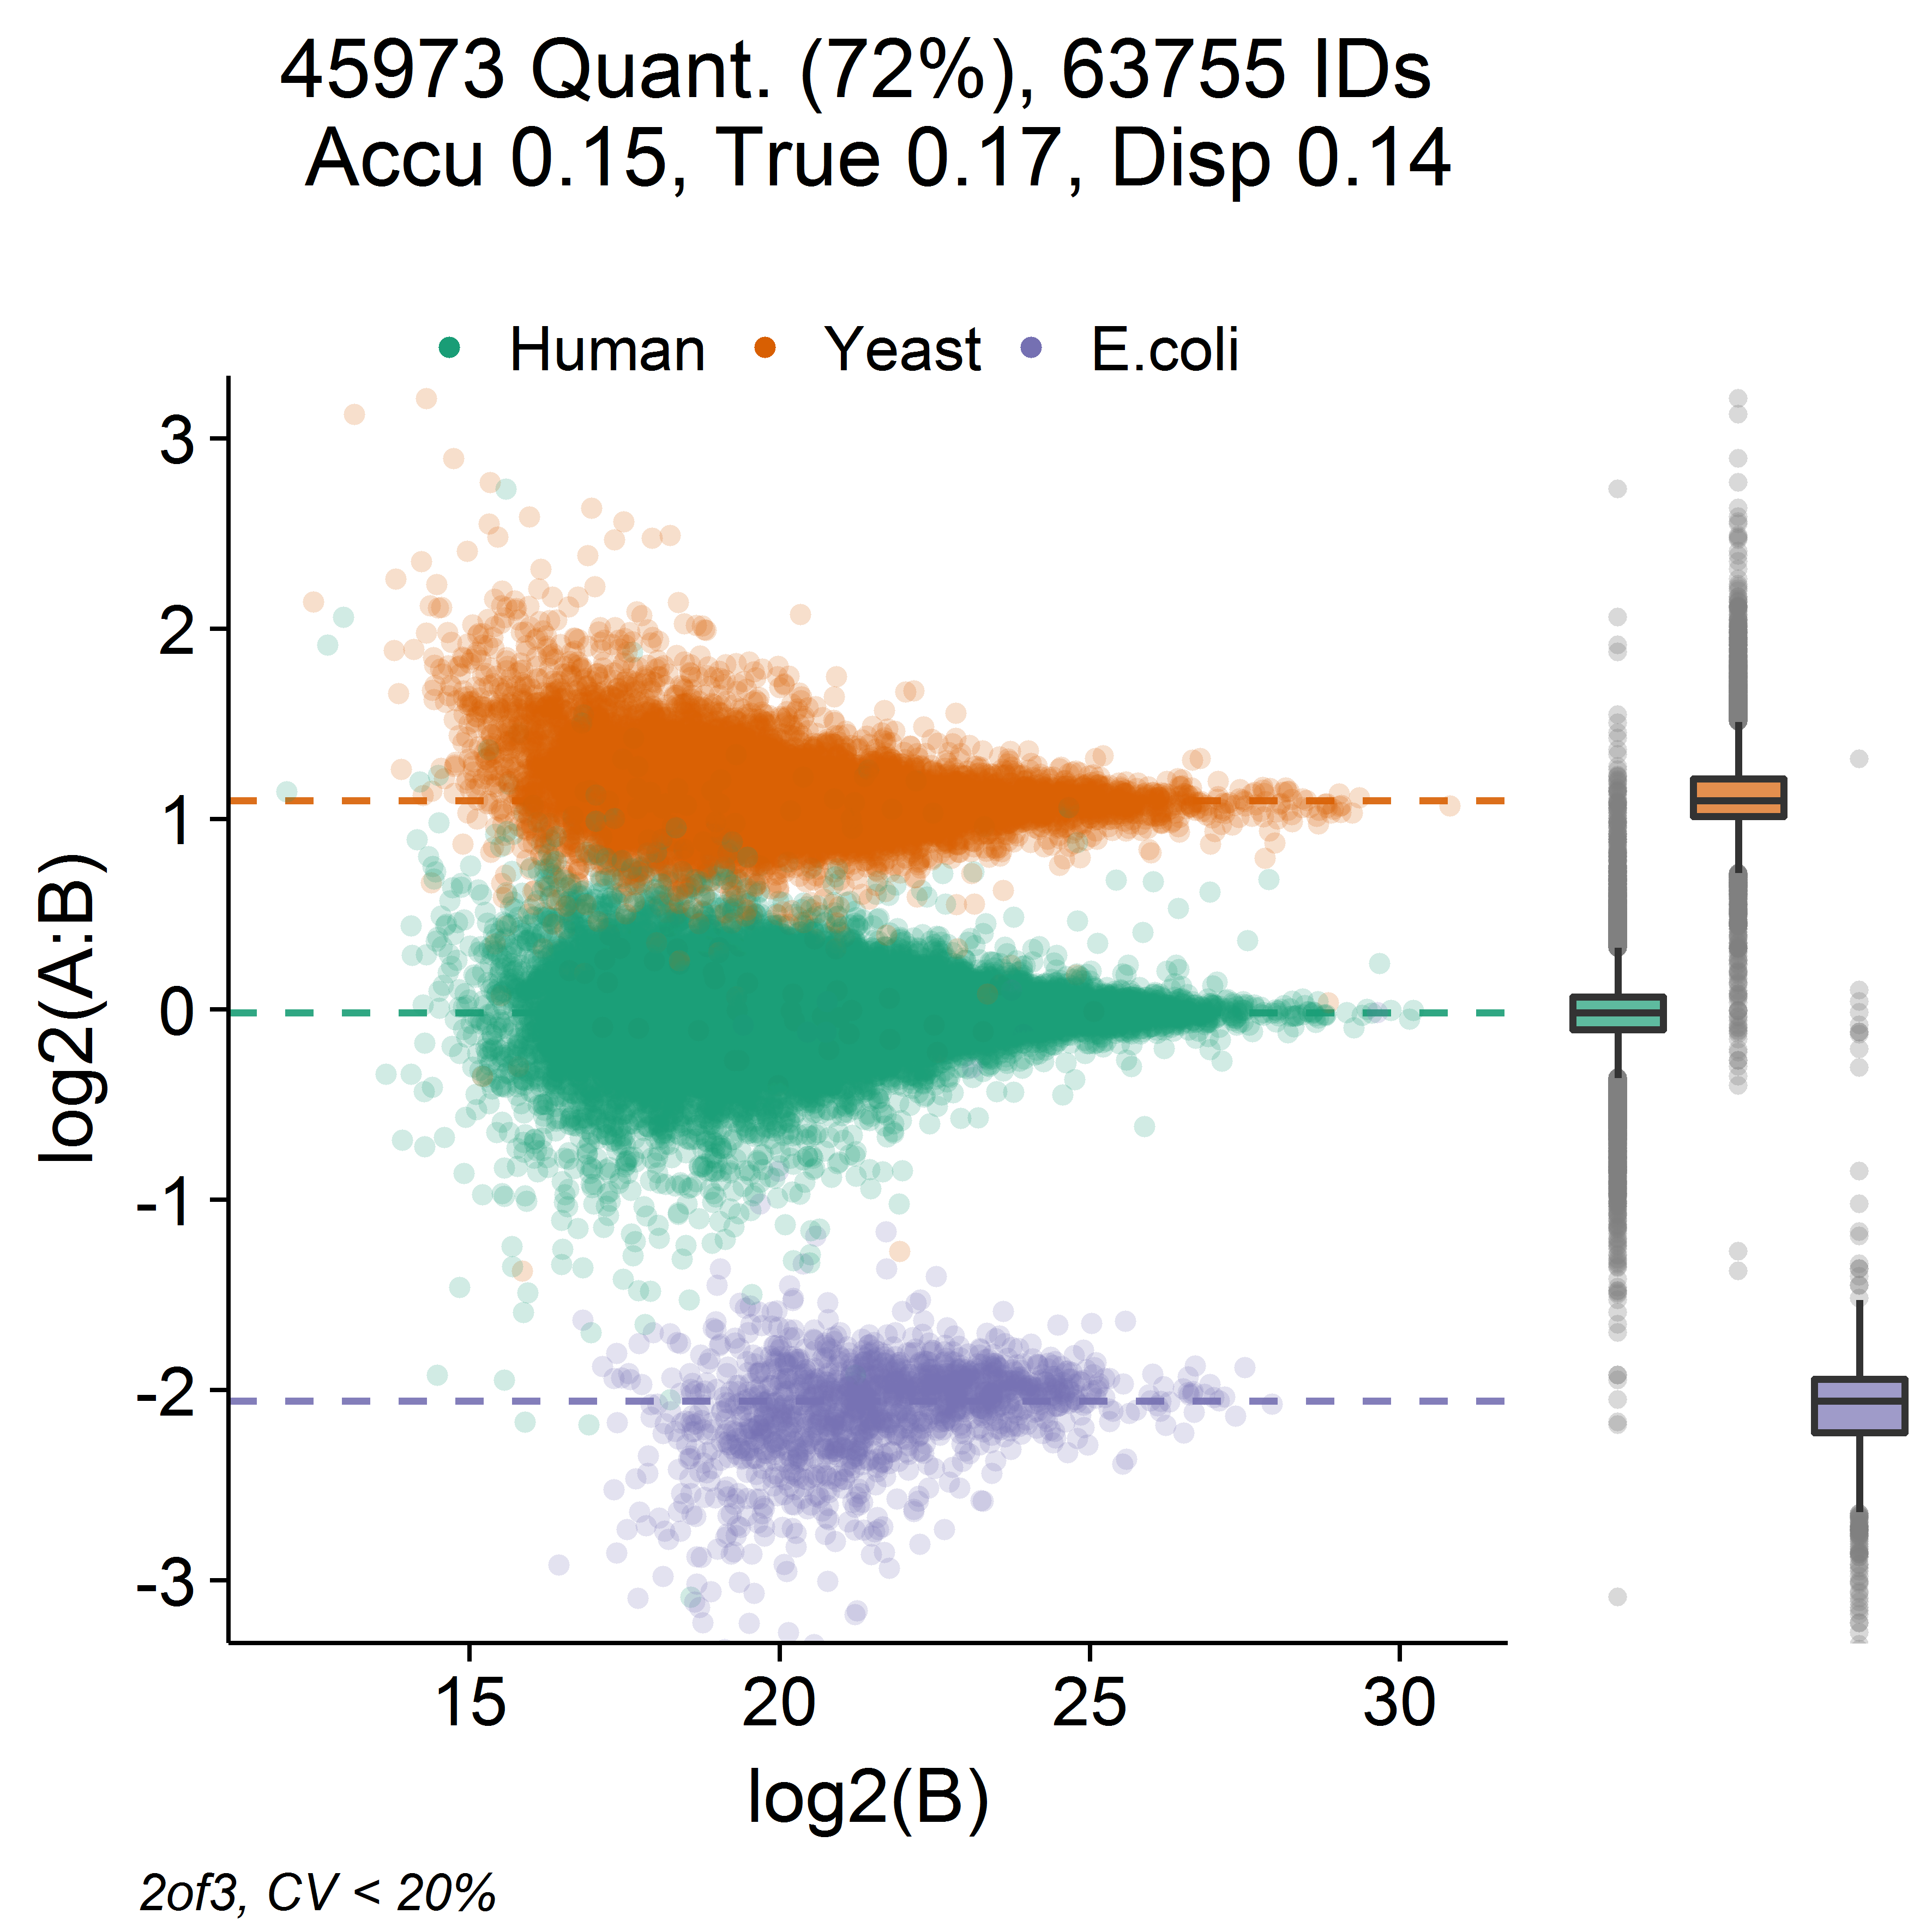 45973 Quant. (72%), 63755 IDs
Accu 0.15, True 0.17, Disp 0.14
Human Yeast E.coli
3
2
1
0
-1
-2
-3
log2(A:B)
15 20 25 30
log2(B)
2of3, CV < 20%